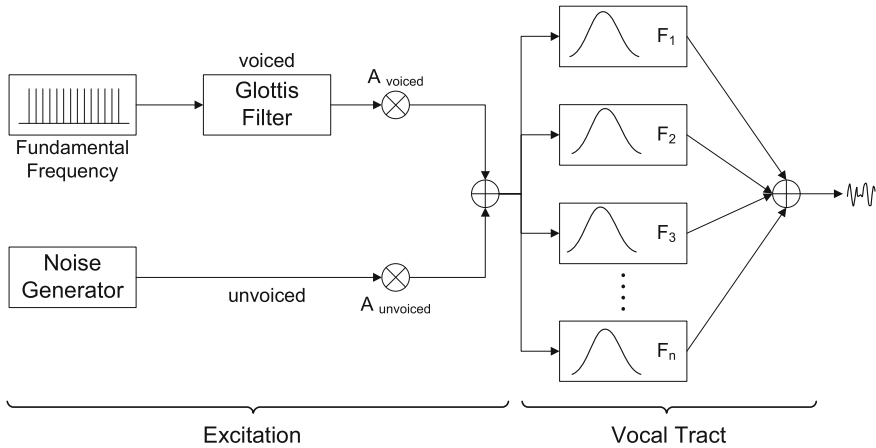 voiced
Glottis
Filter
A voiced
Fundamental
Frequency
Noise
Generator
unvoiced
A unvoiced
F1
F2
F3
Fn
Excitation
Vocal Tract